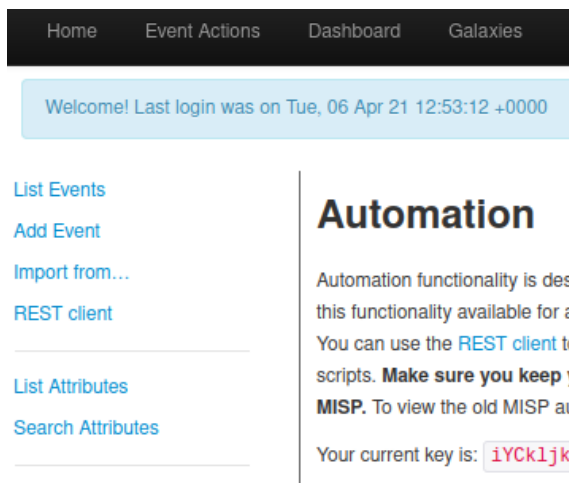 Home Event Actions Dashboard Galaxies
Welcome! Last login was on Tue, 06 Apr 21 12:53:12 +0000
List Events
Add Event
Import from…
REST client
List Attributes
Search Attributes
Automation
Automation functionality is des
this functionality available for a
You can use the REST client t
scripts. Make sure you keep y
MISP. To view the old MISP au
Your current key is: iYCkljk